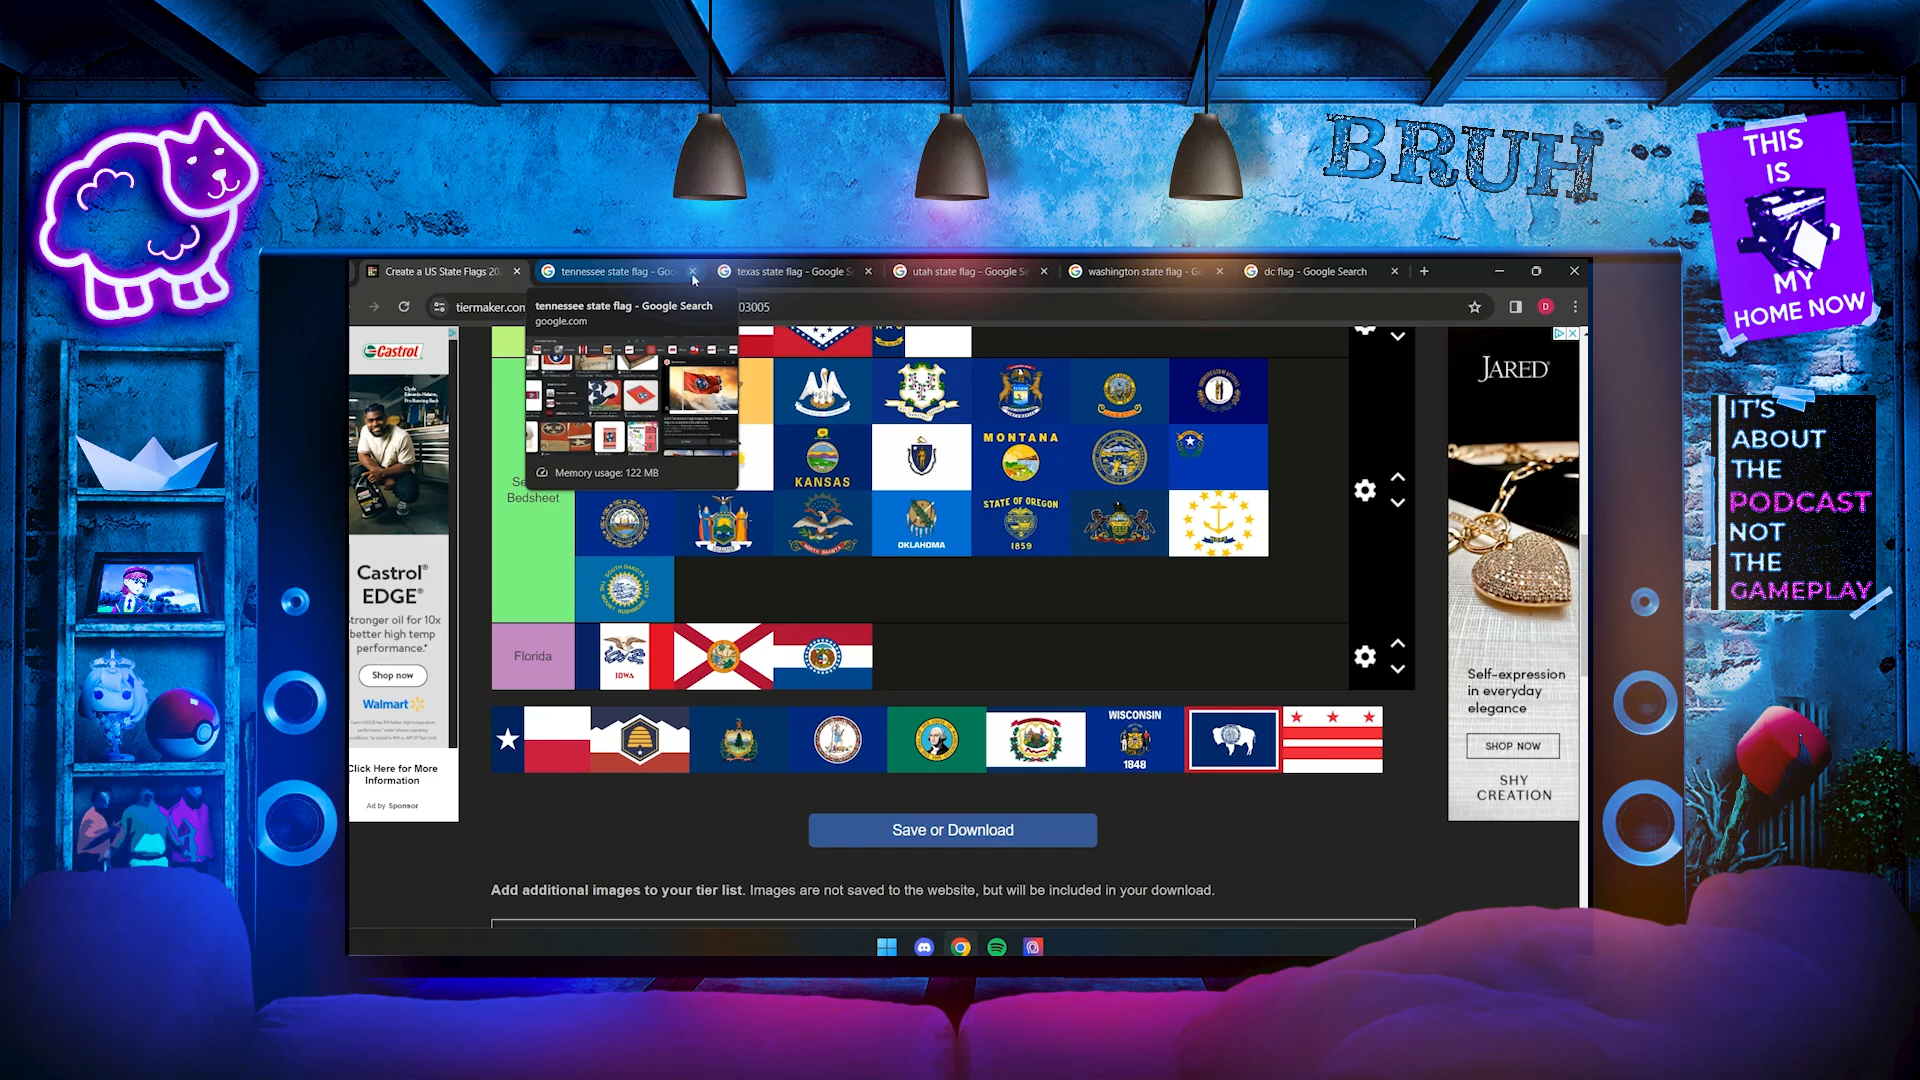 BRUH
THIS
IS
MY
HOME NOW
IT'S
ABOUT
THE
PODCAST
NOT
THE
GAMEPLAY
Create a US State Flags 20
tennessee state flag - Goo
texas state flag - Google S
utah state flag - Google Se
washington state flag - G
dc flag - Google Search
tiermaker.com
03005
D
tennessee state flag - Google Search
google.com
Memory usage: 122 MB
Castrol
Castrol
EDGE
stronger oil for 10x
better high temp
performance.*
Shop now
Walmart
Click Here for More
Information
Ad by Sponsor
Se
Bedsheet
KANSAS
MONTANA
OKLAHOMA
STATE OF OREGON
1859
Florida
IOWA
WISCONSIN
1848
Save or Download
Add additional images to your tier list. Images are not saved to the website, but will be included in your download.
JARED
Self-expression
in everyday
elegance
SHOP NOW
SHY
CREATION